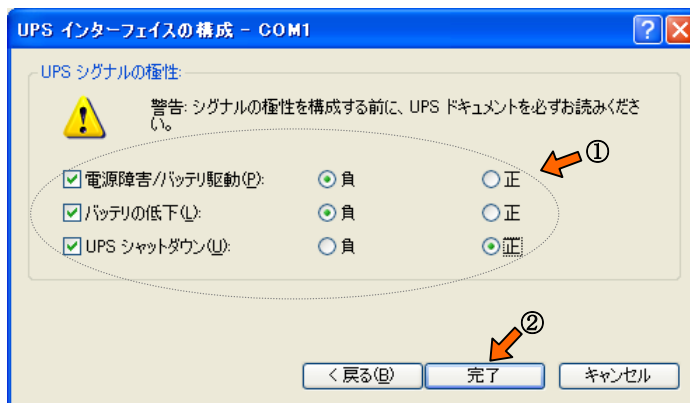 UPS インターフェイスの構成 - COM1
UPS シグナルの極性:
警告: シグナルの極性を構成する前に、UPS ドキュメントを必ずお読みくださ
い。
①
電源障害/バッテリ駆動(P): 負 正
バッテリの低下(L): 負 正
UPS シャットダウン(U): 負 正
②
< 戻る(B) 完了 キャンセル